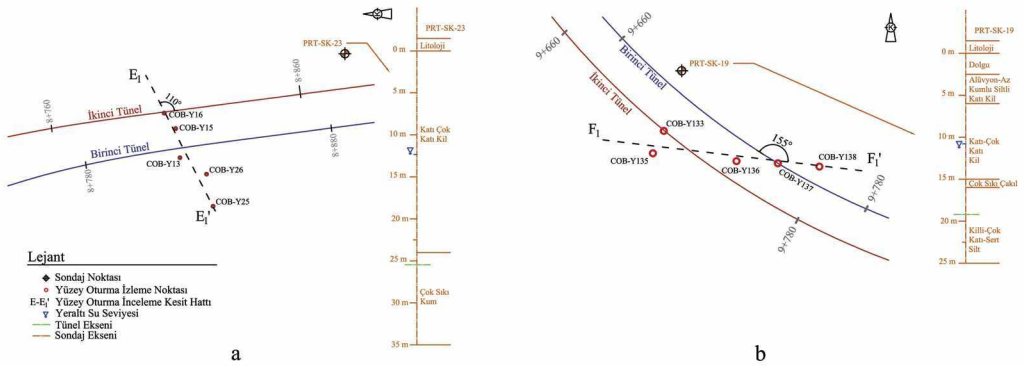 a
PRT-SK-23
PRT-SK-23
Litoloji
0 m
5 m
10 m
15 m
20 m
25 m
30 m
35 m
Katı Çok
Katı Kil
Çok Sıkı
Kum
8+760
8+860
8+780
8+880
E₁
110°
COB-Y16
COB-Y15
COB-Y13
COB-Y26
COB-Y25
E₁'
İkinci Tünel
Birinci Tünel
Lejant
Sondaj Noktası
Yüzey Oturma İzleme Noktası
E-E₁' Yüzey Oturma İnceleme Kesit Hattı
Yeraltı Su Seviyesi
Tünel Ekseni
Sondaj Ekseni
a
b
K
9+660
9+660
Birinci Tünel
İkinci Tünel
PRT-SK-19
F₁
COB-Y133
COB-Y135
155°
COB-Y136
COB-Y137
COB-Y138
F₁'
9+780
9+780
PRT-SK-19
0 m
5 m
10 m
15 m
20 m
25 m
Litoloji
Dolgu
Alüvyon-Az
Kumlu Siltli
Katı Kil
Katı-Çok
Katı
Kil
Çok Sıkı Çakıl
Killi-Çok
Katı-Sert
Silt
b